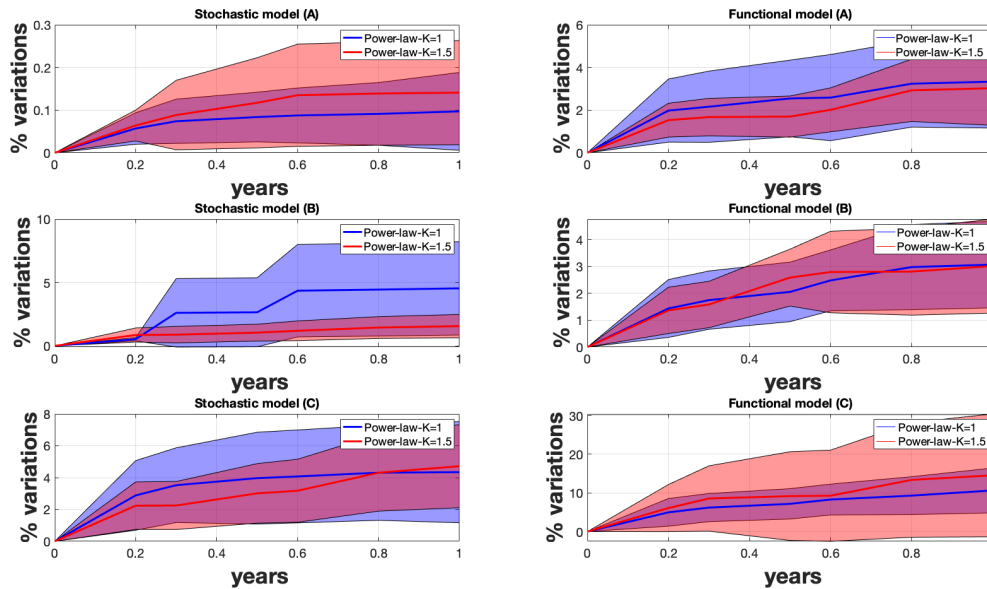 Stochastic model (A)
0.3
0.2
0.1
0
% variations
Power-law-K=1
Power-law-K=1.5
0 0.2 0.4 0.6 0.8 1
years
Functional model (A)
6
4
2
0
% variations
Power-law-K=1
Power-law-K=1.5
0 0.2 0.4 0.6 0.8
years
Stochastic model (B)
10
5
0
% variations
Power-law-K=1
Power-law-K=1.5
0 0.2 0.4 0.6 0.8 1
years
Functional model (B)
4
3
2
1
0
% variations
Power-law-K=1
Power-law-K=1.5
0 0.2 0.4 0.6 0.8
years
Stochastic model (C)
8
6
4
2
0
% variations
Power-law-K=1
Power-law-K=1.5
0 0.2 0.4 0.6 0.8 1
years
Functional model (C)
30
20
10
0
% variations
Power-law-K=1
Power-law-K=1.5
0 0.2 0.4 0.6 0.8
years